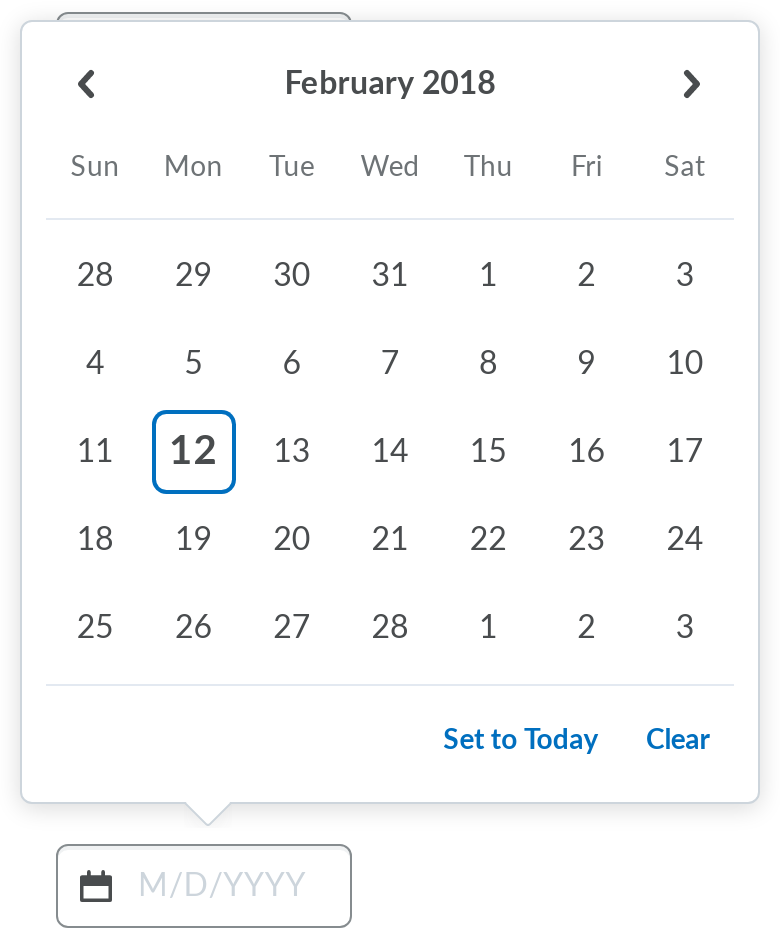 February 2018
Sun Mon Tue Wed Thu Fri Sat
28 29 30 31 1 2 3
4 5 6 7 8 9 10
11 12 13 14 15 16 17
18 19 20 21 22 23 24
25 26 27 28 1 2 3
Set to Today Clear
M/D/YYYY